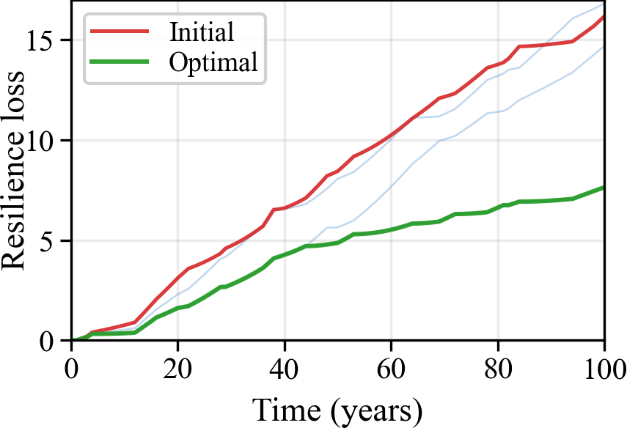 Initial
Optimal
Resilience loss
15
10
5
0
0 20 40 60 80 100
Time (years)